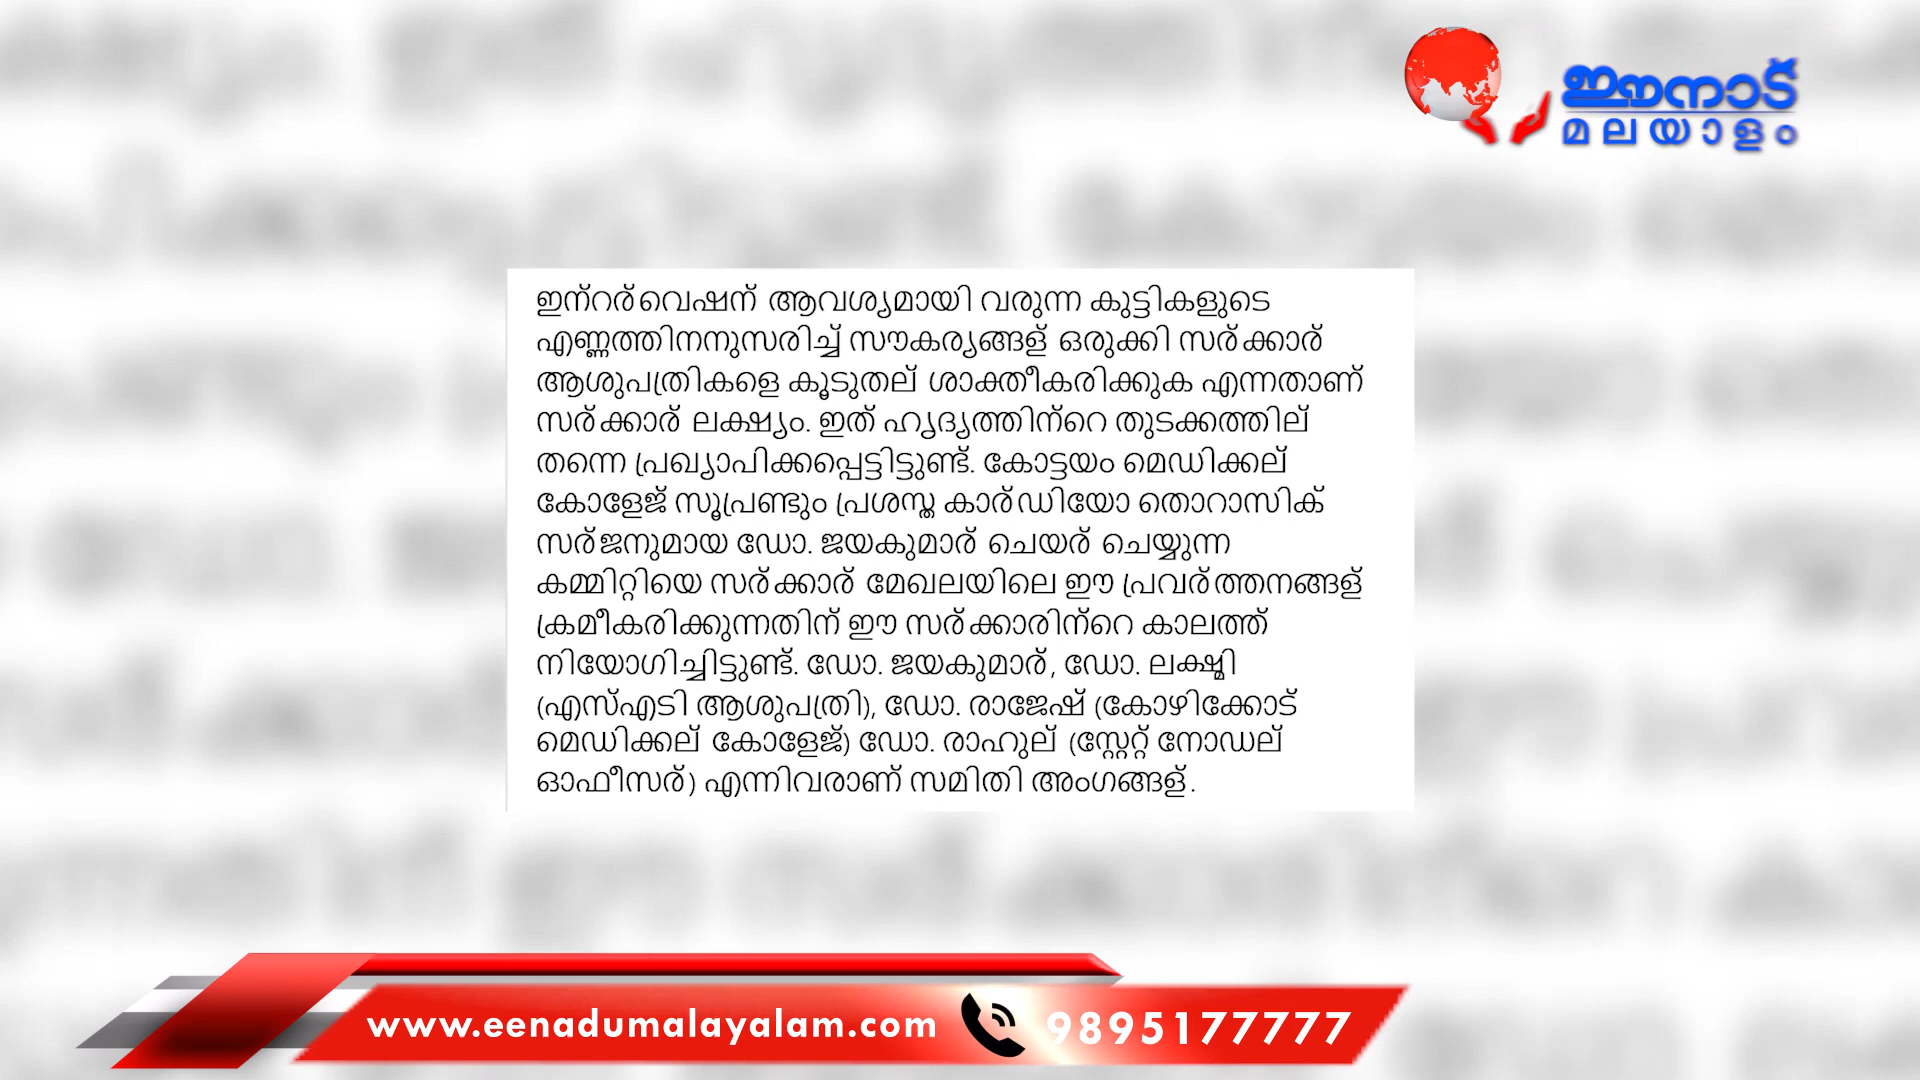 ഈനാട്
മലയാളം
ഇന്റര്‍വെഷന് ആവശ്യമായി വരുന്ന കുട്ടികളുടെ
എണ്ണത്തിനനുസരിച്ച് സൗകര്യങ്ങള് ഒരുക്കി സര്‍ക്കാര്
ആശുപത്രികളെ കൂടുതല് ശാക്തീകരിക്കുക എന്നതാണ്
സര്‍ക്കാര് ലക്ഷ്യം. ഇത് ഹൃദ്യത്തിന്റെ തുടക്കത്തില്
തന്നെ പ്രഖ്യാപിക്കപ്പെട്ടിട്ടുണ്ട്. കോട്ടയം മെഡിക്കല്
കോളേജ് സൂപ്രണ്ടും പ്രശസ്ത കാര്‍ഡിയോ തൊറാസിക്
സര്‍ജനുമായ ഡോ. ജയകുമാര് ചെയര് ചെയ്യുന്ന
കമ്മിറ്റിയെ സര്‍ക്കാര് മേഖലയിലെ ഈ പ്രവര്‍ത്തനങ്ങള്
ക്രമീകരിക്കുന്നതിന് ഈ സര്‍ക്കാരിന്റെ കാലത്ത്
നിയോഗിച്ചിട്ടുണ്ട്. ഡോ. ജയകുമാര്, ഡോ. ലക്ഷ്മി
(എസ്എടി ആശുപത്രി), ഡോ. രാജേഷ് (കോഴിക്കോട്
മെഡിക്കല് കോളേജ്) ഡോ. രാഹുല് (സ്റ്റേറ്റ് നോഡല്
ഓഫീസര്) എന്നിവരാണ് സമിതി അംഗങ്ങള്.
www.eenadumalayalam.com 9895177777